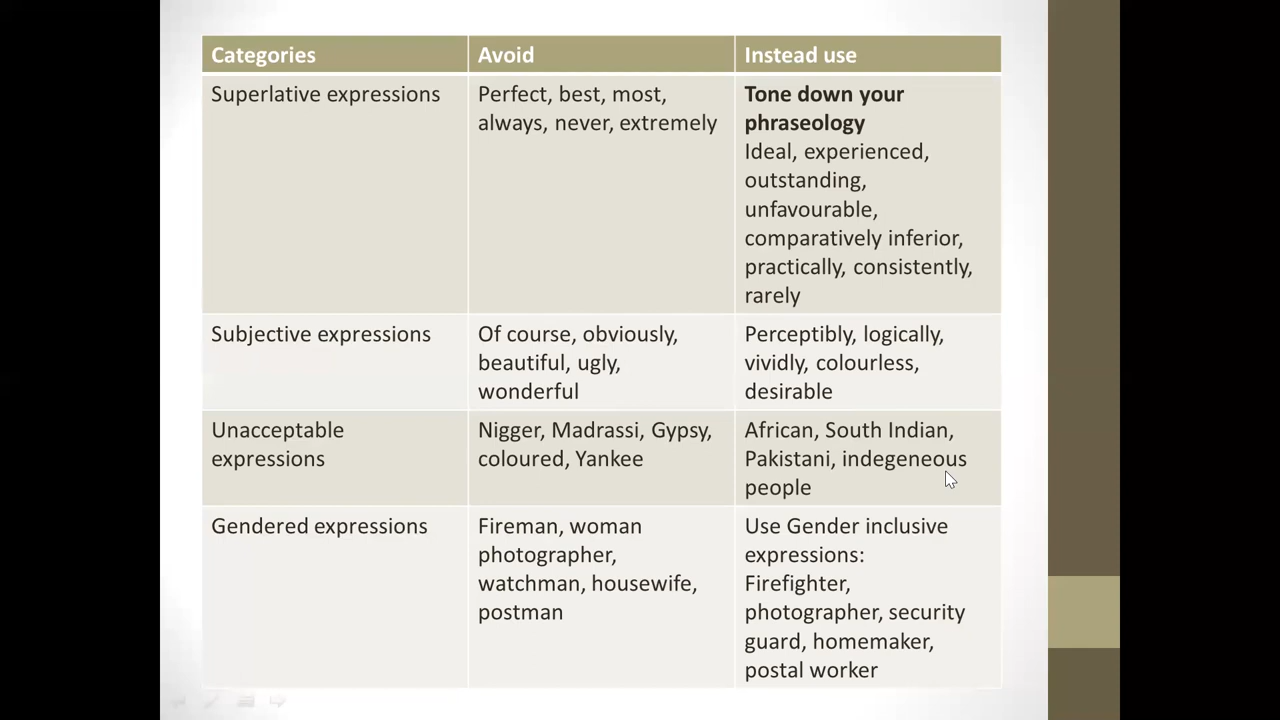 Categories Avoid Instead use
Superlative expressions
Perfect, best, most,
always, never, extremely
Tone down your
phraseology
Ideal, experienced,
outstanding,
unfavourable,
comparatively inferior,
practically, consistently,
rarely
Subjective expressions
Of course, obviously,
beautiful, ugly,
wonderful
Perceptibly, logically,
vividly, colourless,
desirable
Unacceptable
expressions
Nigger, Madrassi, Gypsy,
coloured, Yankee
African, South Indian,
Pakistani, indegeneous
people
Gendered expressions
Fireman, woman
photographer,
watchman, housewife,
postman
Use Gender inclusive
expressions:
Firefighter,
photographer, security
guard, homemaker,
postal worker